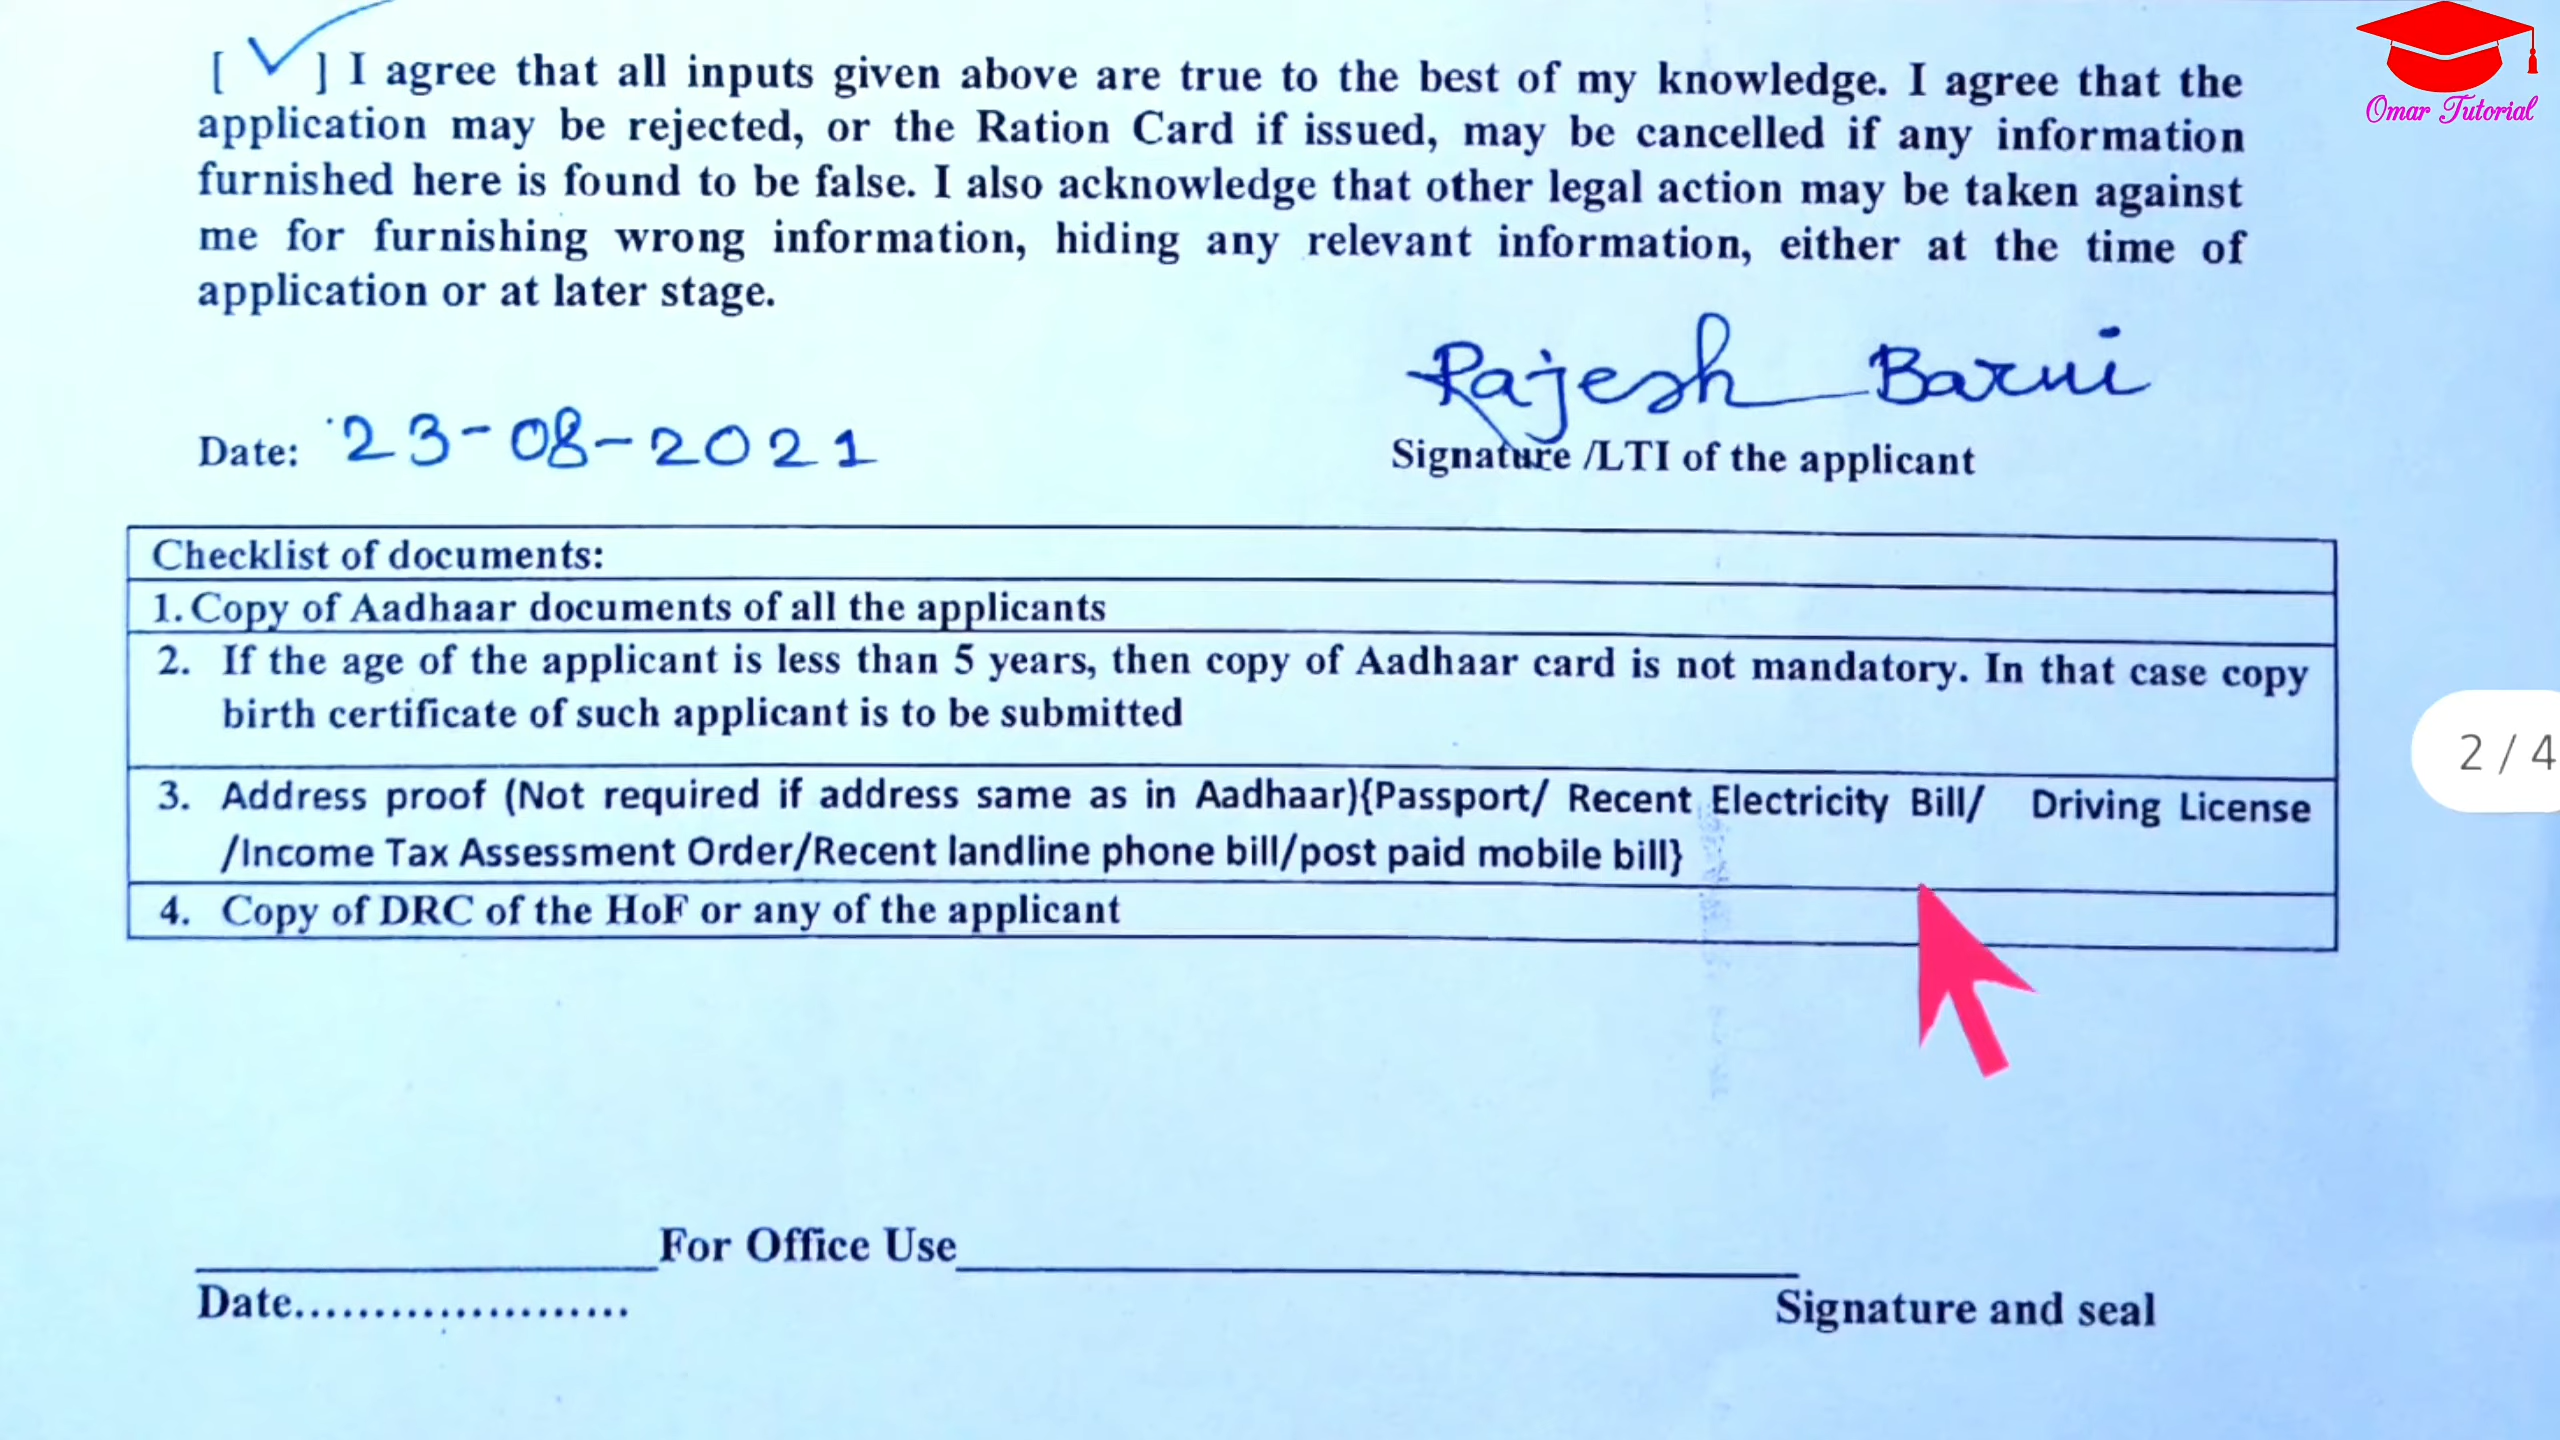 Omar Tutorial
[ ✓ ] I agree that all inputs given above are true to the best of my knowledge. I agree that the
application may be rejected, or the Ration Card if issued, may be cancelled if any information
furnished here is found to be false. I also acknowledge that other legal action may be taken against
me for furnishing wrong information, hiding any relevant information, either at the time of
application or at later stage.
Rajesh Barui
Date: 23-08-2021
Signature /LTI of the applicant
Checklist of documents:
1. Copy of Aadhaar documents of all the applicants
2. If the age of the applicant is less than 5 years, then copy of Aadhaar card is not mandatory. In that case copy
birth certificate of such applicant is to be submitted
2 / 4
3. Address proof (Not required if address same as in Aadhaar){Passport/ Recent Electricity Bill/ Driving License
/Income Tax Assessment Order/Recent landline phone bill/post paid mobile bill}
4. Copy of DRC of the HoF or any of the applicant
For Office Use
Date.....................
Signature and seal